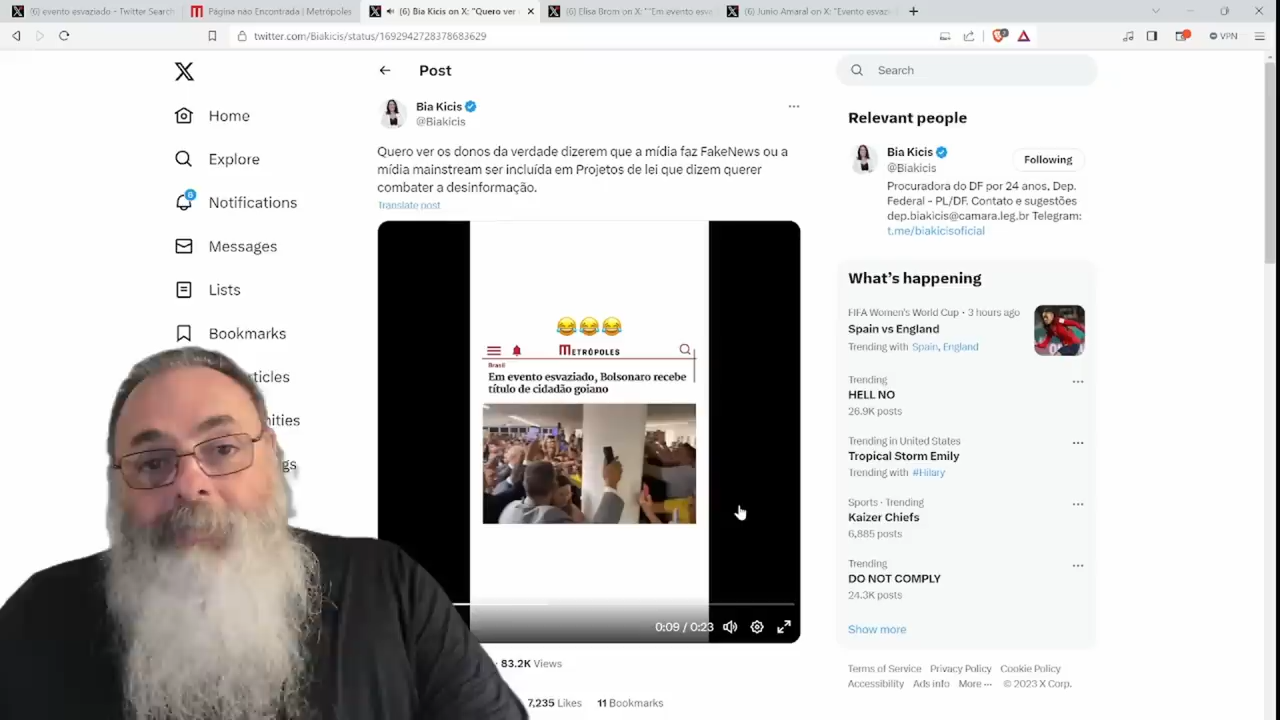 (6) evento esvaziado - Twitter Search
Página não Encontrada | Metrópoles
(6) Bia Kicis on X: "Quero ver
(6) Elisa Brom on X: "Em evento esve
(6) Junio Amaral on X: "Evento esvazi
twitter.com/Biakicis/status/1692942728378683629
VPN
Home
Explore
6
Notifications
Messages
Lists
Bookmarks
Post
Bia Kicis
@Biakicis
Quero ver os donos da verdade dizerem que a mídia faz FakeNews ou a
mídia mainstream ser incluída em Projetos de lei que dizem querer
combater a desinformação.
Translate post
😂😂😂
METRÓPOLES
Brasil
Em evento esvaziado, Bolsonaro recebe
título de cidadão goiano
0:09 / 0:23
83.2K Views
7,235 Likes 11 Bookmarks
Search
Relevant people
Bia Kicis
@Biakicis
Following
Procuradora do DF por 24 anos, Dep.
Federal - PL/DF. Contato e sugestões
dep.biakicis@camara.leg.br Telegram:
t.me/biakicisoficial
What's happening
FIFA Women's World Cup · 3 hours ago
Spain vs England
Trending with Spain, England
Trending
HELL NO
26.9K posts
Trending in United States
Tropical Storm Emily
Trending with #Hilary
Sports · Trending
Kaizer Chiefs
6,885 posts
Trending
DO NOT COMPLY
24.3K posts
Show more
Terms of Service Privacy Policy Cookie Policy
Accessibility Ads info More ··· © 2023 X Corp.